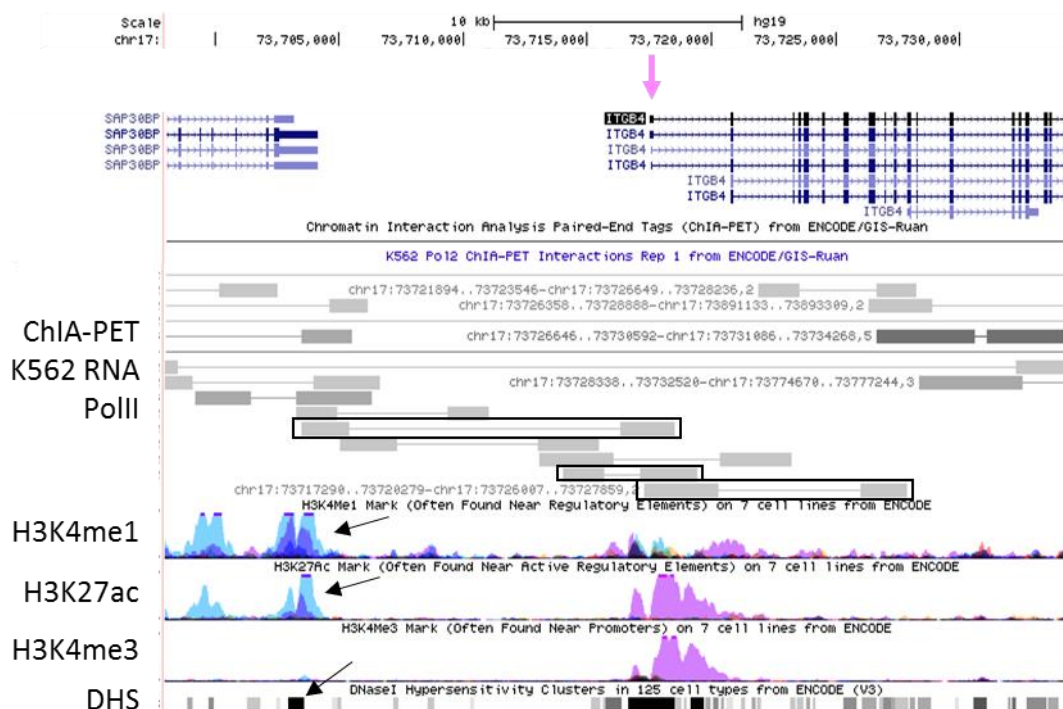 Scale 10 kb hg19
chr17: 73,705,000 73,710,000 73,715,000 73,720,000 73,725,000 73,730,000
SAP30BP ITGB4
SAP30BP ITGB4
SAP30BP ITGB4
SAP30BP ITGB4
ITGB4
ITGB4
ITGB4
Chromatin Interaction Analysis Paired-End Tags (ChIA-PET) from ENCODE/GIS-Ruan
K562 Pol2 ChIA-PET Interactions Rep 1 from ENCODE/GIS-Ruan
chr17:73721894..73723546-chr17:73726649..73728236,2
chr17:73726358..73728888-chr17:73891133..73893309,2
ChIA-PET
chr17:73726646..73730592-chr17:73731086..73734268,5
K562 RNA
chr17:73728338..73732520-chr17:73774670..73777244,3
PolII
chr17:73717290..73720279-chr17:73726007..73727859,2
H3K4Me1 Mark (Often Found Near Regulatory Elements) on 7 cell lines from ENCODE
H3K4me1
H3K27Ac Mark (Often Found Near Active Regulatory Elements) on 7 cell lines from ENCODE
H3K27ac
H3K4Me3 Mark (Often Found Near Promoters) on 7 cell lines from ENCODE
H3K4me3
DNaseI Hypersensitivity Clusters in 125 cell types from ENCODE (V3)
DHS